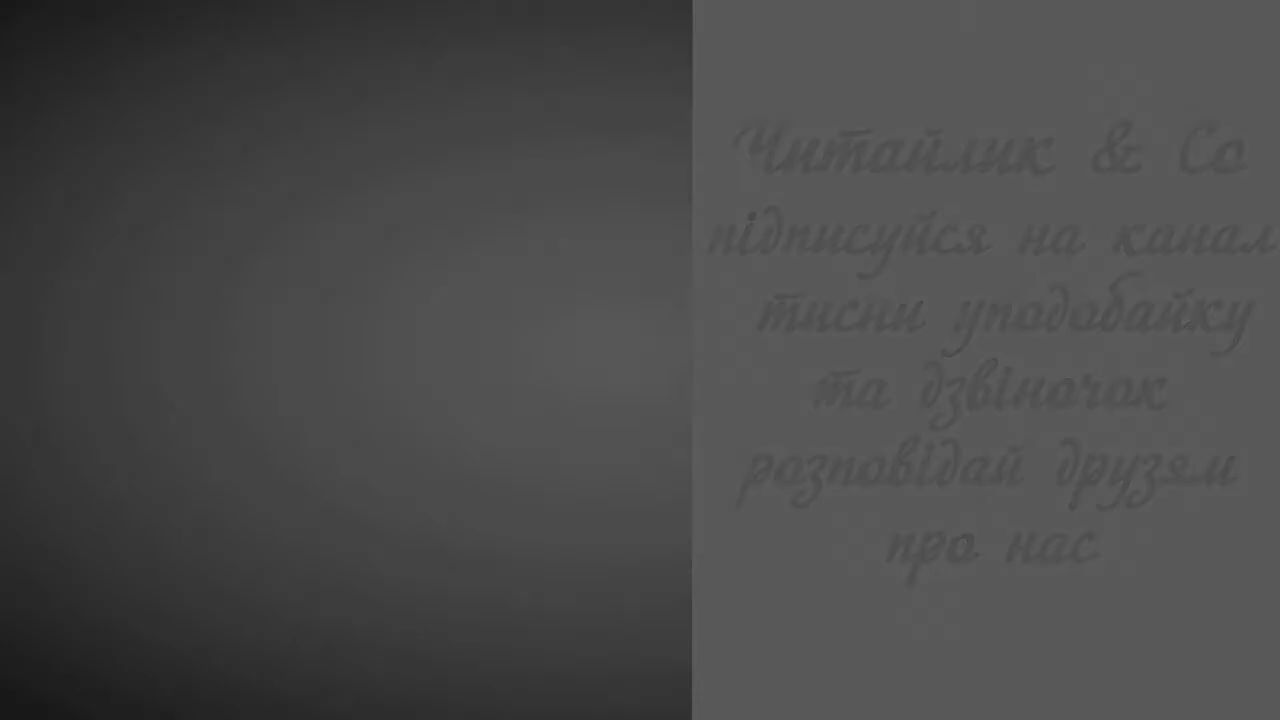 Читайлик & Co
підписуйся на канал
тисни уподобайку
та дзвіночок
розповідай друзям
про нас